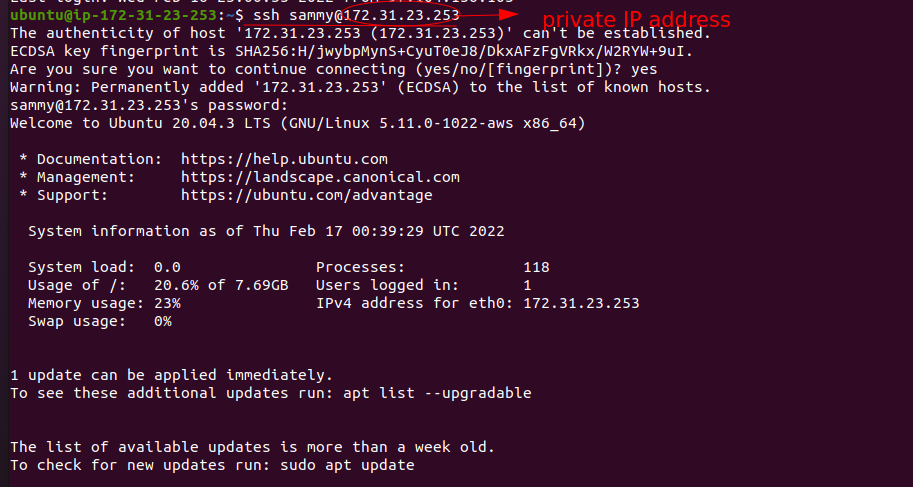 ubuntu@ip-172-31-23-253:~$ ssh sammy@172.31.23.253 private IP address
The authenticity of host '172.31.23.253 (172.31.23.253)' can't be established.
ECDSA key fingerprint is SHA256:H/jwybpMynS+CyuT0eJ8/DkxAFzFgVRkx/W2RYW+9uI.
Are you sure you want to continue connecting (yes/no/[fingerprint])? yes
Warning: Permanently added '172.31.23.253' (ECDSA) to the list of known hosts.
sammy@172.31.23.253's password:
Welcome to Ubuntu 20.04.3 LTS (GNU/Linux 5.11.0-1022-aws x86_64)
* Documentation: https://help.ubuntu.com
* Management: https://landscape.canonical.com
* Support: https://ubuntu.com/advantage
System information as of Thu Feb 17 00:39:29 UTC 2022
System load: 0.0 Processes: 118
Usage of /: 20.6% of 7.69GB Users logged in: 1
Memory usage: 23% IPv4 address for eth0: 172.31.23.253
Swap usage: 0%
1 update can be applied immediately.
To see these additional updates run: apt list --upgradable
The list of available updates is more than a week old.
To check for new updates run: sudo apt update